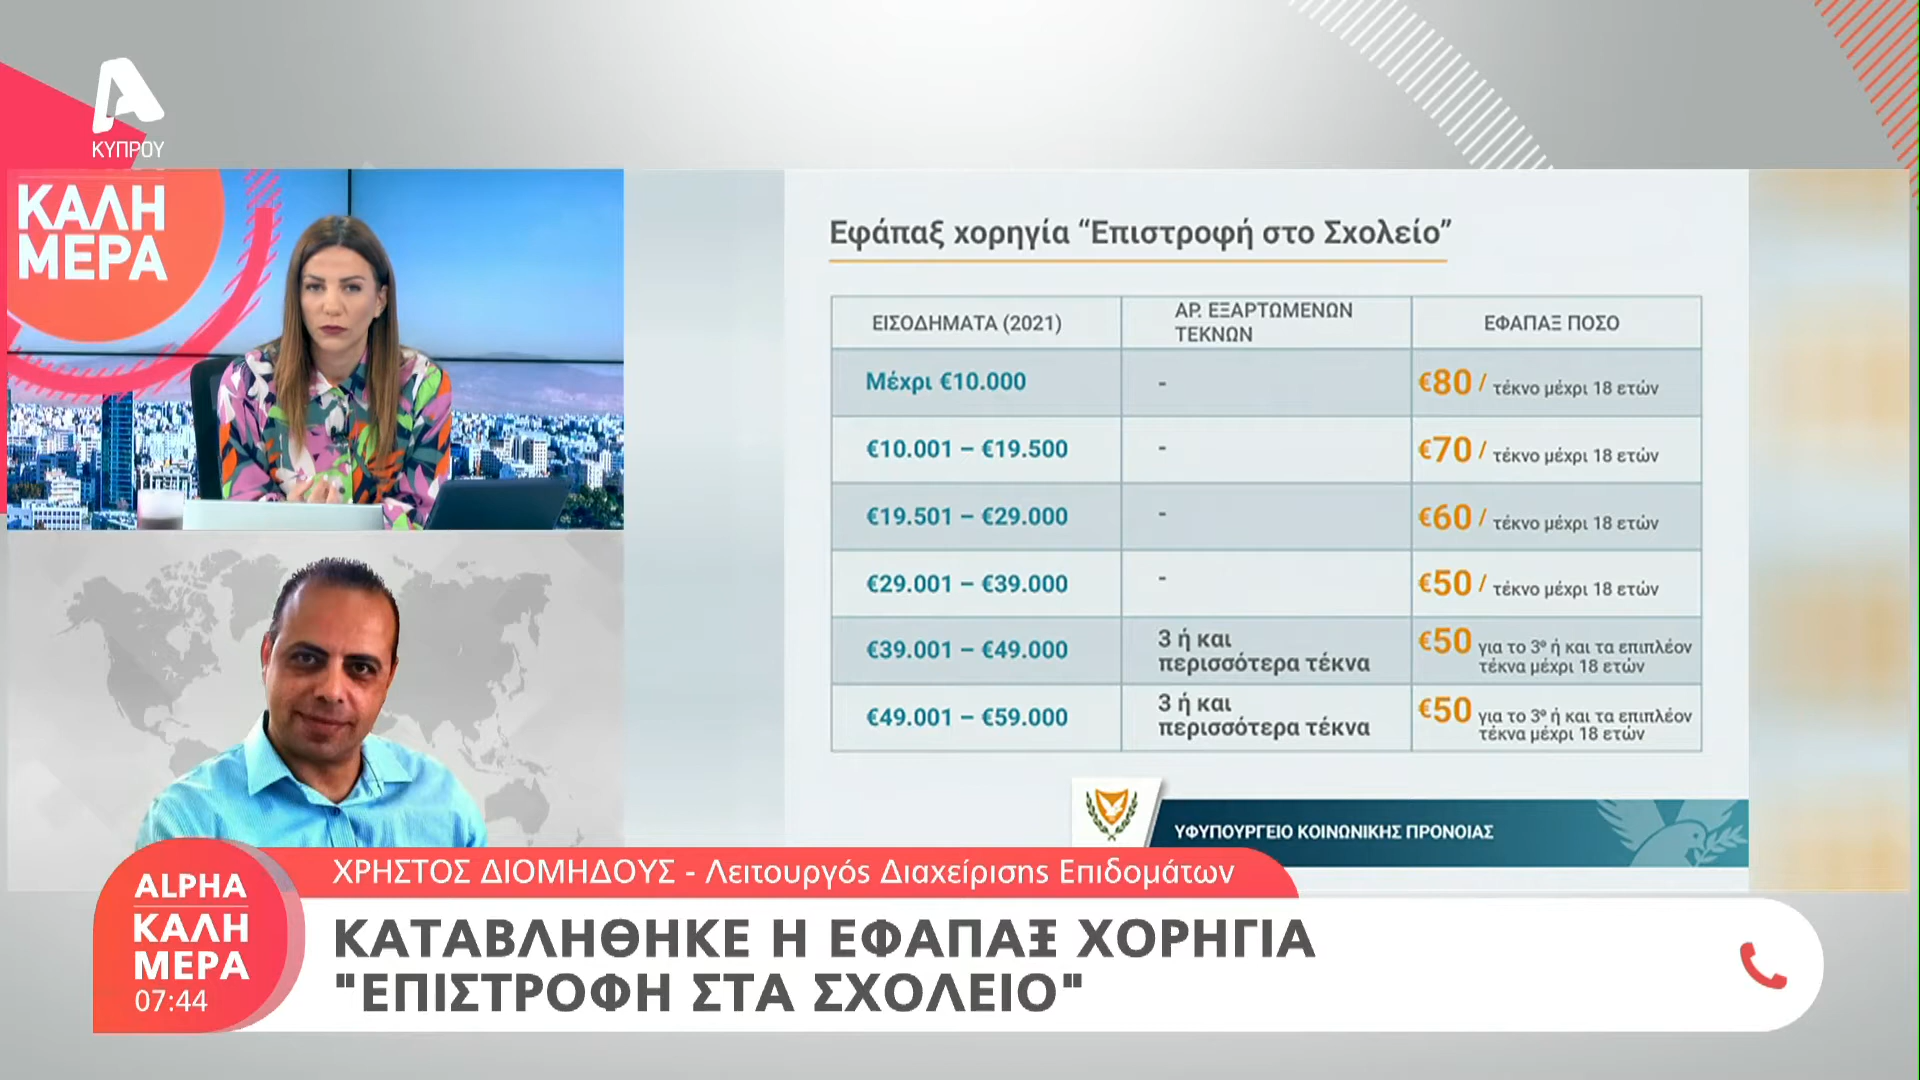 ΚΥΠΡΟΥ
ΚΑΛΗ
ΜΕΡΑ
Εφάπαξ χορηγία “Επιστροφή στο Σχολείο”
ΕΙΣΟΔΗΜΑΤΑ (2021)
ΑΡ. ΕΞΑΡΤΩΜΕΝΩΝ
ΤΕΚΝΩΝ
ΕΦΑΠΑΞ ΠΟΣΟ
Μέχρι €10.000
-
€80 / τέκνο μέχρι 18 ετών
€10.001 – €19.500
-
€70 / τέκνο μέχρι 18 ετών
€19.501 – €29.000
-
€60 / τέκνο μέχρι 18 ετών
€29.001 – €39.000
-
€50 / τέκνο μέχρι 18 ετών
€39.001 – €49.000
3 ή και
περισσότερα τέκνα
€50 για το 3ο ή και τα επιπλέον
τέκνα μέχρι 18 ετών
€49.001 – €59.000
3 ή και
περισσότερα τέκνα
€50 για το 3ο ή και τα επιπλέον
τέκνα μέχρι 18 ετών
ΥΦΥΠΟΥΡΓΕΙΟ ΚΟΙΝΩΝΙΚΗΣ ΠΡΟΝΟΙΑΣ
ΧΡΗΣΤΟΣ ΔΙΟΜΗΔΟΥΣ - Λειτουργός Διαχείρισης Επιδομάτων
ALPHA
ΚΑΛΗ
ΜΕΡΑ
07:44
ΚΑΤΑΒΛΗΘΗΚΕ Η ΕΦΑΠΑΞ ΧΟΡΗΓΙΑ
"ΕΠΙΣΤΡΟΦΗ ΣΤΑ ΣΧΟΛΕΙΟ"